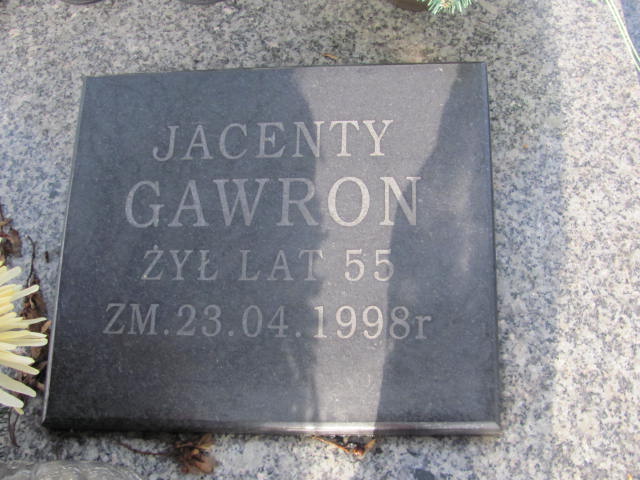 JACENTY
GAWRON
ŻYŁ LAT 55
ZM.23.04.1998r